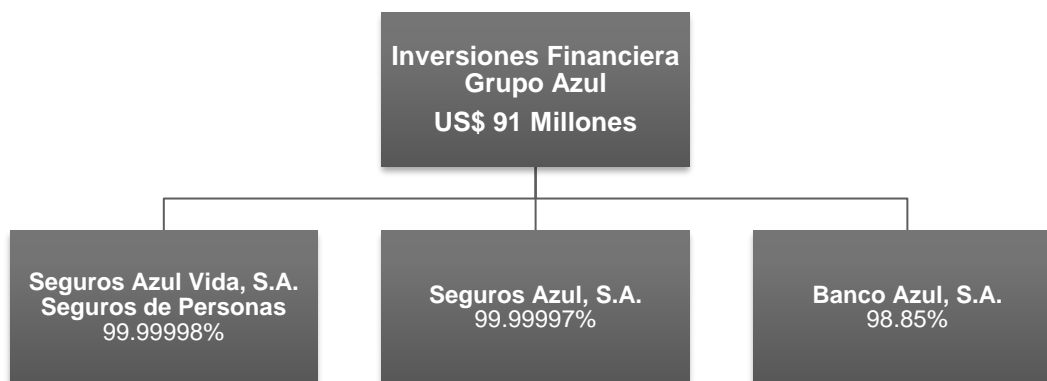 Inversiones Financiera
Grupo Azul
US$ 91 Millones
Seguros Azul Vida, S.A.
Seguros de Personas
99.99998%
Seguros Azul, S.A.
99.99997%
Banco Azul, S.A.
98.85%